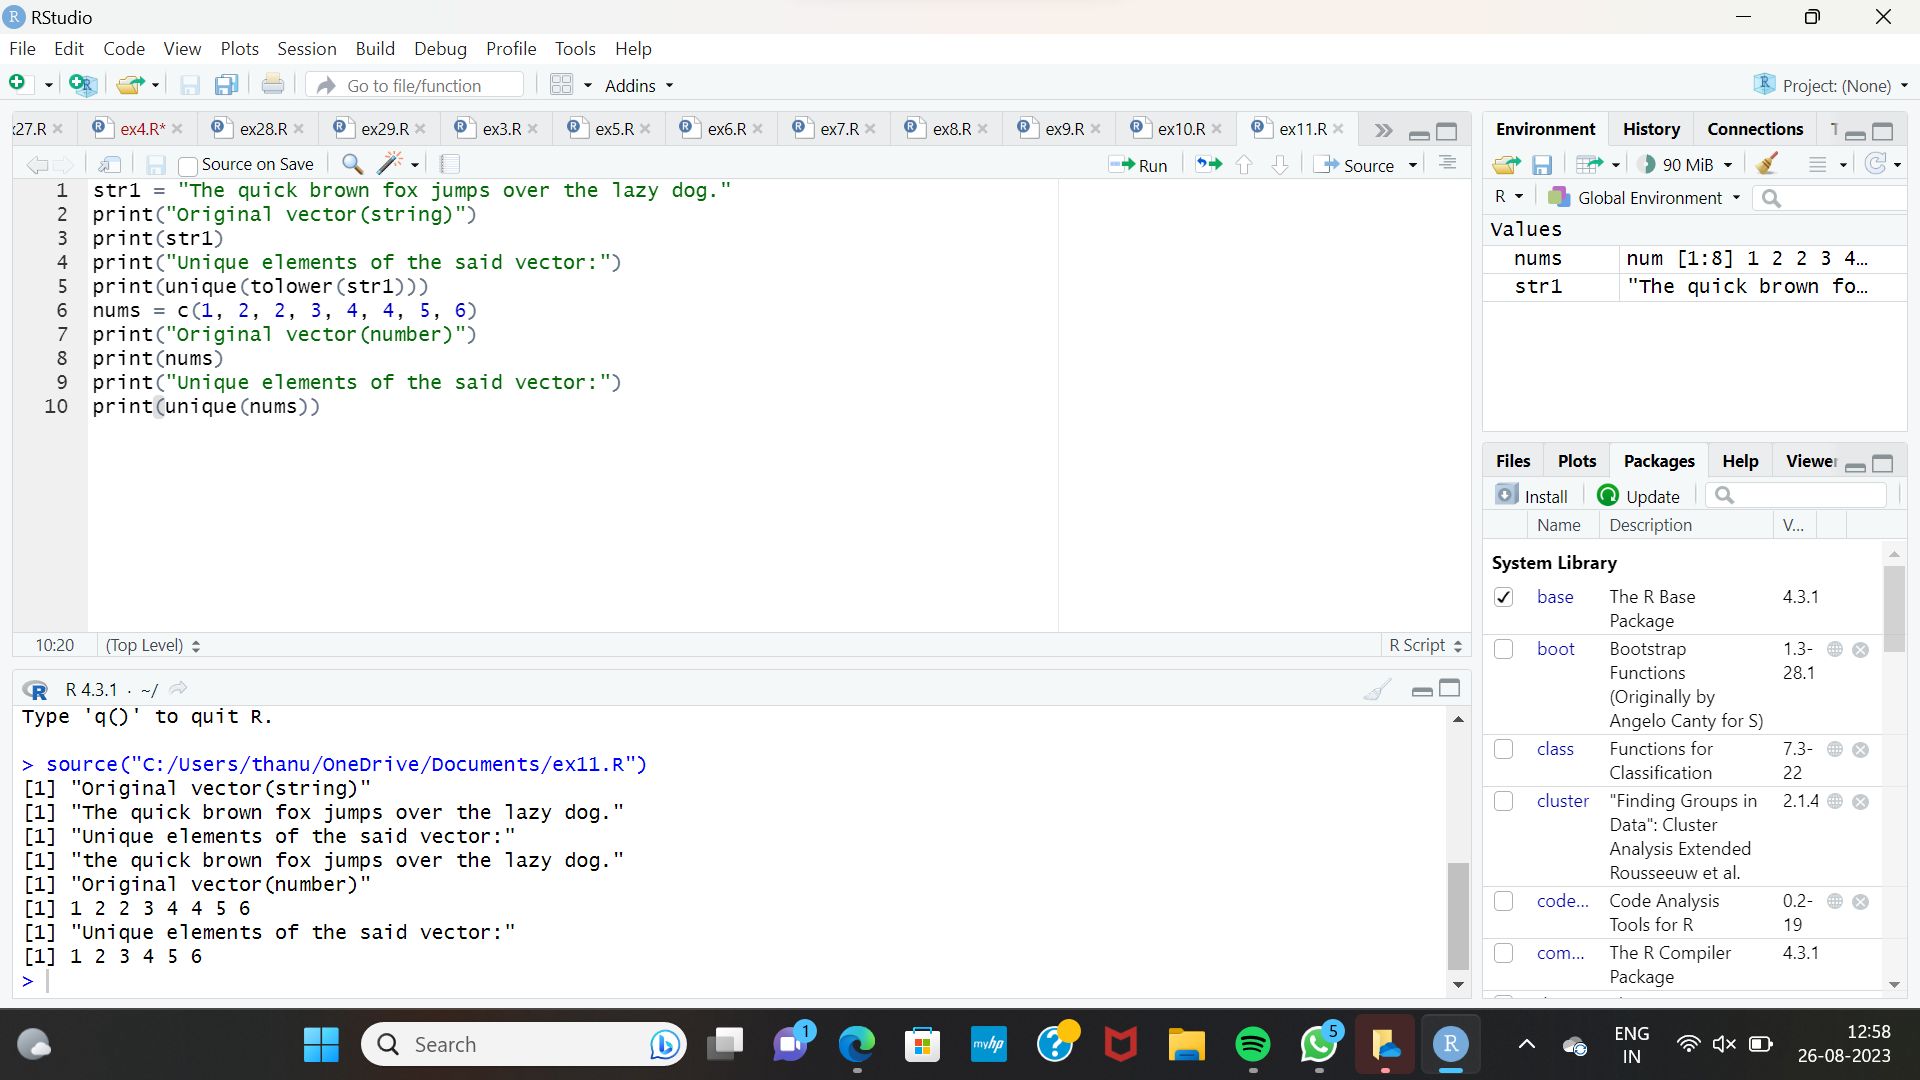 RStudio
File Edit Code View Plots Session Build Debug Profile Tools Help
Go to file/function Addins Project: (None)
27.R ex4.R* ex28.R ex29.R ex3.R ex5.R ex6.R ex7.R ex8.R ex9.R ex10.R ex11.R
Source on Save Run Source
1 str1 = "The quick brown fox jumps over the lazy dog."
2 print("Original vector(string)")
3 print(str1)
4 print("Unique elements of the said vector:")
5 print(unique(tolower(str1)))
6 nums = c(1, 2, 2, 3, 4, 4, 5, 6)
7 print("Original vector(number)")
8 print(nums)
9 print("Unique elements of the said vector:")
10 print(unique(nums))
10:20 (Top Level) R Script
R 4.3.1 · ~/
Type 'q()' to quit R.
> source("C:/Users/thanu/OneDrive/Documents/ex11.R")
[1] "Original vector(string)"
[1] "The quick brown fox jumps over the lazy dog."
[1] "Unique elements of the said vector:"
[1] "the quick brown fox jumps over the lazy dog."
[1] "Original vector(number)"
[1] 1 2 2 3 4 4 5 6
[1] "Unique elements of the said vector:"
[1] 1 2 3 4 5 6
>
Environment History Connections T
90 MiB
R Global Environment
Values
nums num [1:8] 1 2 2 3 4…
str1 "The quick brown fo…
Files Plots Packages Help Viewer
Install Update
Name Description V...
System Library
base The R Base 4.3.1
Package
boot Bootstrap 1.3-
Functions 28.1
(Originally by
Angelo Canty for S)
class Functions for 7.3-
Classification 22
cluster "Finding Groups in 2.1.4
Data": Cluster
Analysis Extended
Rousseeuw et al.
code... Code Analysis 0.2-
Tools for R 19
com... The R Compiler 4.3.1
Package
Search 1 myhp 5 ENG 12:58
IN 26-08-2023